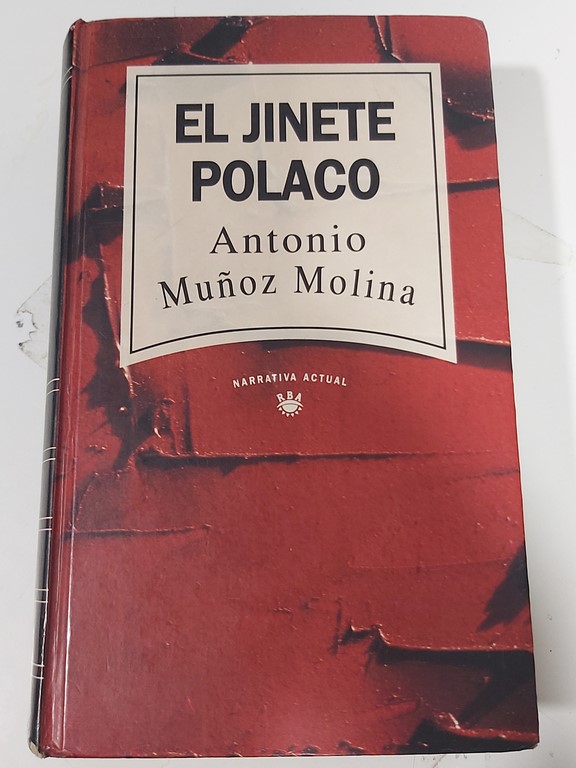 EL JINETE
POLACO
Antonio
Muñoz Molina
NARRATIVA ACTUAL
RBA